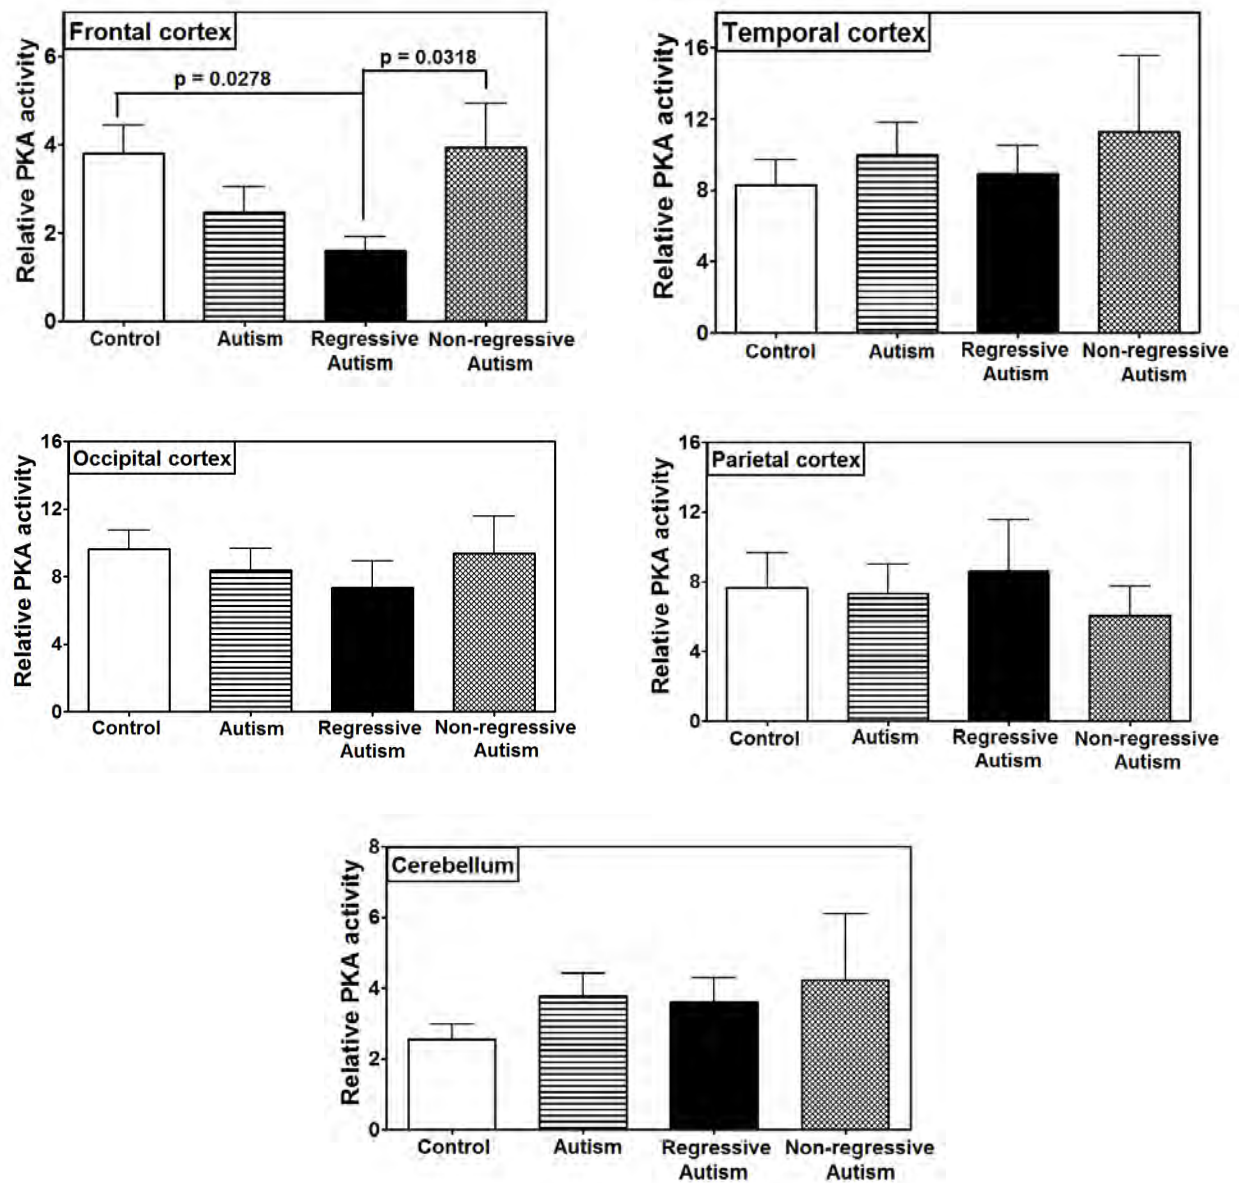 Frontal cortex
Relative PKA activity
6
4
2
0
p = 0.0278
p = 0.0318
Control
Autism
Regressive
Autism
Non-regressive
Autism
Temporal cortex
Relative PKA activity
16
12
8
4
0
Control
Autism
Regressive
Autism
Non-regressive
Autism
Occipital cortex
Relative PKA activity
16
12
8
4
0
Control
Autism
Regressive
Autism
Non-regressive
Autism
Parietal cortex
Relative PKA activity
16
12
8
4
0
Control
Autism
Regressive
Autism
Non-regressive
Autism
Cerebellum
Relative PKA activity
8
6
4
2
0
Control
Autism
Regressive
Autism
Non-regressive
Autism